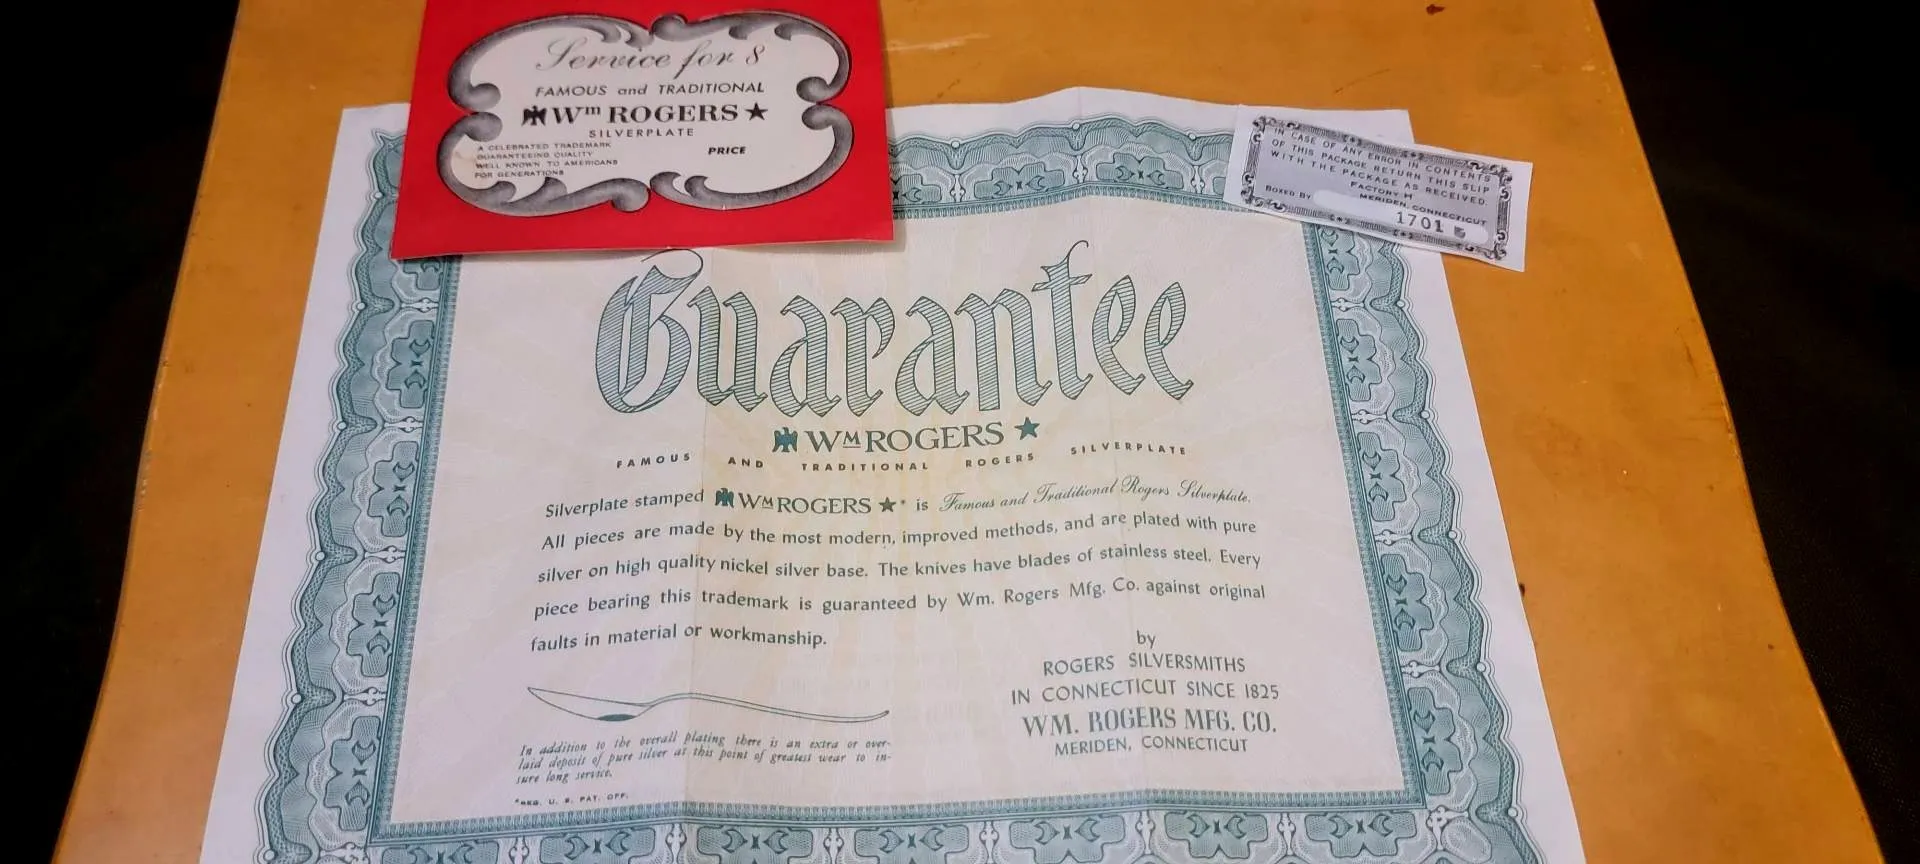 Service for 8
FAMOUS and TRADITIONAL
Wm ROGERS ★
SILVERPLATE
A CELEBRATED TRADEMARK
GUARANTEEING QUALITY
WELL KNOWN TO AMERICANS
FOR GENERATIONS
PRICE
IN CASE OF ANY ERROR IN CONTENTS
OF THIS PACKAGE RETURN THIS SLIP
WITH THE PACKAGE AS RECEIVED.
FACTORY H
MERIDEN, CONNECTICUT
BOXED BY
1701
Guarantee
WM ROGERS ★
FAMOUS AND TRADITIONAL ROGERS SILVERPLATE
Silverplate stamped WM ROGERS ★* is Famous and Traditional Rogers Silverplate.
All pieces are made by the most modern, improved methods, and are plated with pure
silver on high quality nickel silver base. The knives have blades of stainless steel. Every
piece bearing this trademark is guaranteed by Wm. Rogers Mfg. Co. against original
faults in material or workmanship.
by
ROGERS SILVERSMITHS
IN CONNECTICUT SINCE 1825
WM. ROGERS MFG. CO.
MERIDEN, CONNECTICUT
In addition to the overall plating there is an extra or over-
laid deposit of pure silver at this point of greatest wear to in-
sure long service.
*REG. U. S. PAT. OFF.